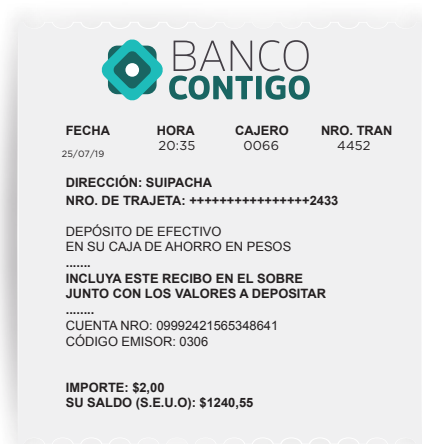 BANCO
CONTIGO
FECHA HORA CAJERO NRO. TRAN
25/07/19 20:35 0066 4452
DIRECCIÓN: SUIPACHA
NRO. DE TRAJETA: ++++++++++++++++2433
DEPÓSITO DE EFECTIVO
EN SU CAJA DE AHORRO EN PESOS
.......
INCLUYA ESTE RECIBO EN EL SOBRE
JUNTO CON LOS VALORES A DEPOSITAR
........
CUENTA NRO: 09992421565348641
CÓDIGO EMISOR: 0306
IMPORTE: $2,00
SU SALDO (S.E.U.O): $1240,55